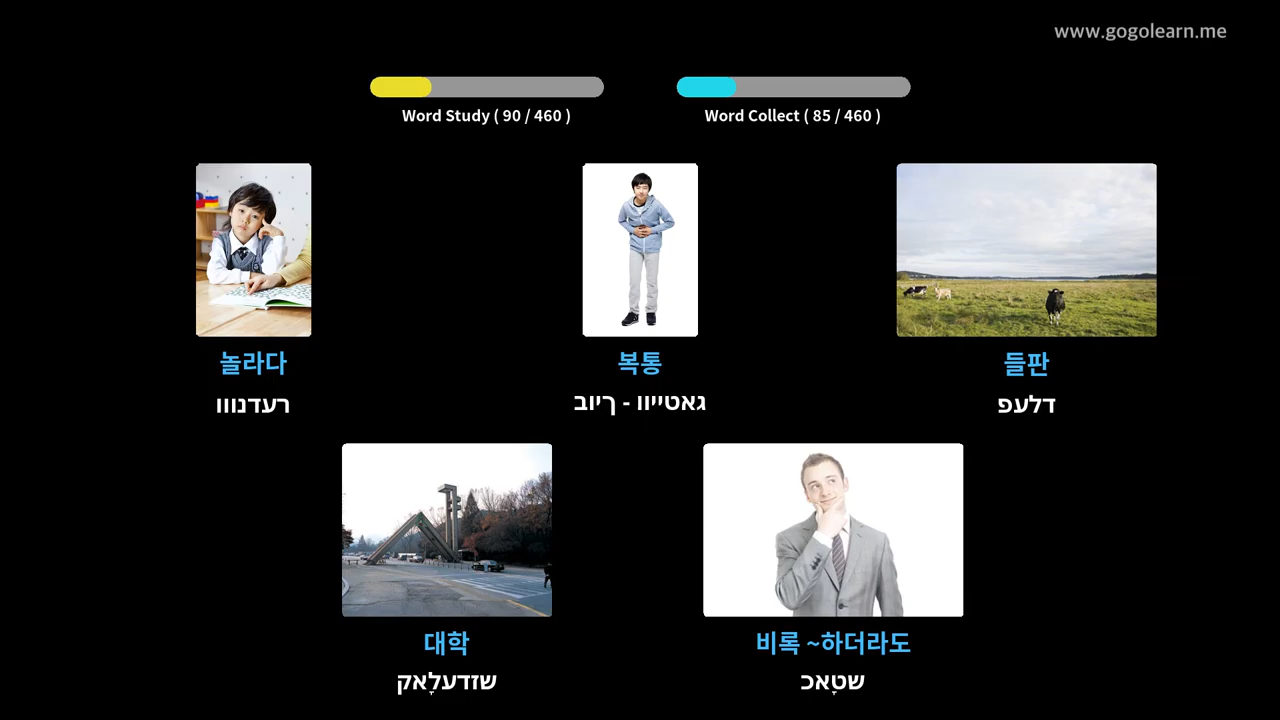 www.gogolearn.me
Word Study ( 90 / 460 )
Word Collect ( 85 / 460 )
놀라다
רעדנווו
복통
גאטייוו - ךיוב
들판
דלעפ
대학
שזדעלָאק
비록 ~하더라도
שטָאכ